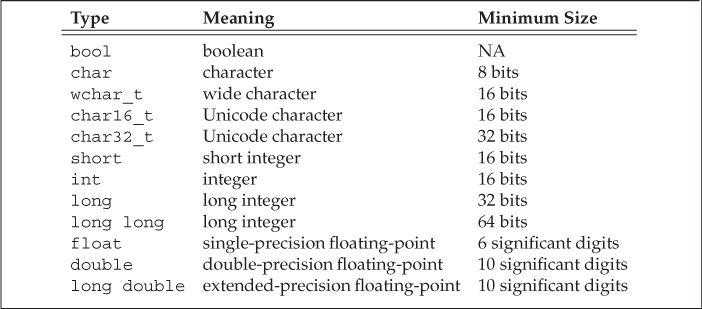 Type Meaning Minimum Size
bool boolean NA
char character 8 bits
wchar_t wide character 16 bits
char16_t Unicode character 16 bits
char32_t Unicode character 32 bits
short short integer 16 bits
int integer 16 bits
long long integer 32 bits
long long long integer 64 bits
float single-precision floating-point 6 significant digits
double double-precision floating-point 10 significant digits
long double extended-precision floating-point 10 significant digits